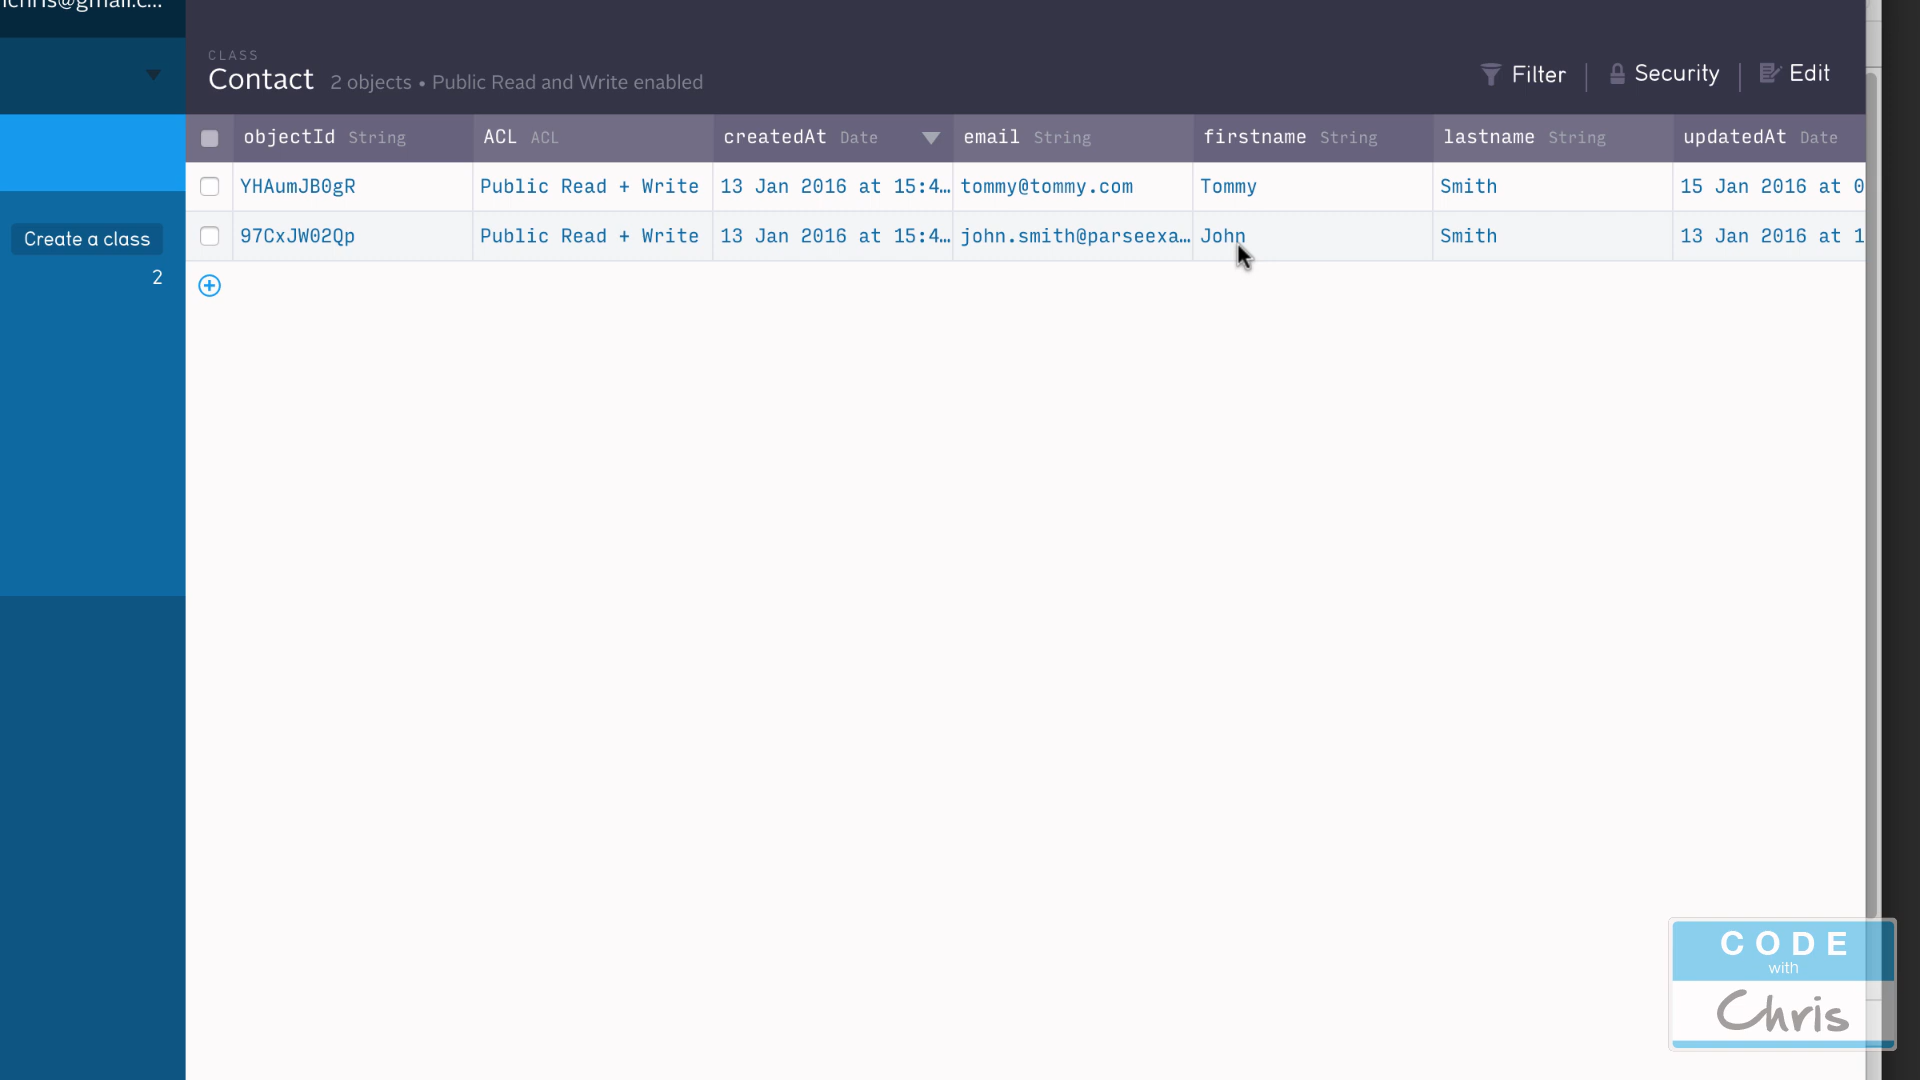 CLASS
Contact 2 objects • Public Read and Write enabled
Filter Security Edit
objectId String ACL ACL createdAt Date email String firstname String lastname String updatedAt Date
YHAumJB0gR Public Read + Write 13 Jan 2016 at 15:4… tommy@tommy.com Tommy Smith 15 Jan 2016 at 0
97CxJW02Qp Public Read + Write 13 Jan 2016 at 15:4… john.smith@parseexa… John Smith 13 Jan 2016 at 1
Create a class
2
CODE
with
Chris